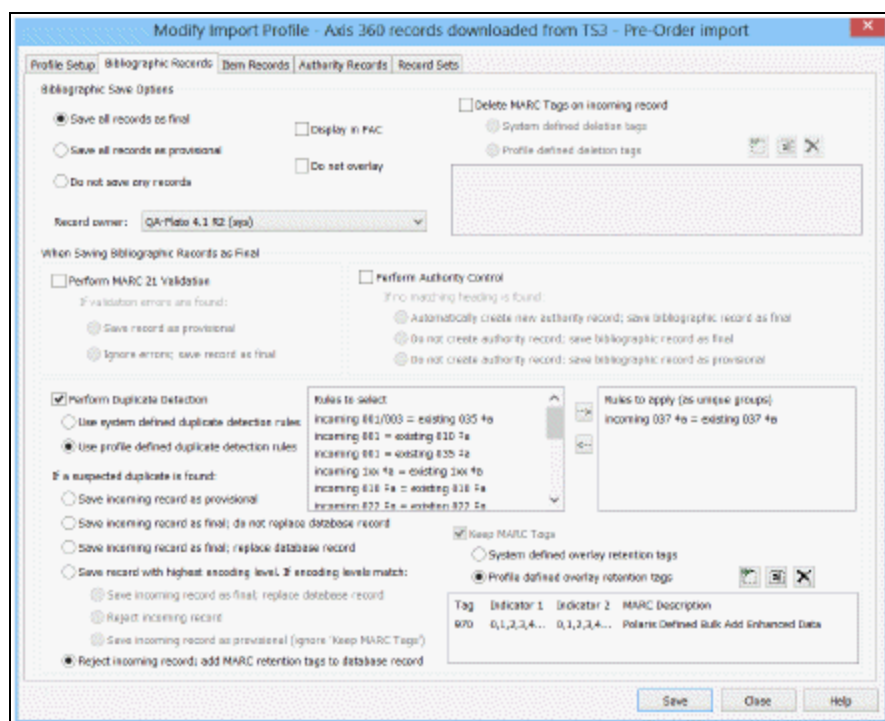 Modify Import Profile - Axis 360 records downloaded from TS3 - Pre-Order import
Profile Setup Bibliographic Records Item Records Authority Records Record Sets
Bibliographic Save Options
Save all records as final
Save all records as provisional
Do not save any records
Display in PAC
Do not overlay
Delete MARC Tags on incoming record
System defined deletion tags
Profile defined deletion tags
Record owner: QA-Plato 4.1 R2 (sys)
When Saving Bibliographic Records as Final
Perform MARC 21 Validation
If validation errors are found:
Save record as provisional
Ignore errors; save record as final
Perform Authority Control
If no matching heading is found:
Automatically create new authority record; save bibliographic record as final
Do not create authority record; save bibliographic record as final
Do not create authority record; save bibliographic record as provisional
Perform Duplicate Detection
Use system defined duplicate detection rules
Use profile defined duplicate detection rules
Rules to select
incoming 001/003 = existing 035 ‡a
incoming 001 = existing 010 ‡a
incoming 001 = existing 035 ‡a
incoming 1xx ‡a = existing 1xx ‡a
incoming 010 ‡a = existing 010 ‡a
incoming 022 ‡a = existing 022 ‡a
-->
<--
Rules to apply (as unique groups)
incoming 037 ‡a = existing 037 ‡a
If a suspected duplicate is found:
Save incoming record as provisional
Save incoming record as final; do not replace database record
Save incoming record as final; replace database record
Save record with highest encoding level. If encoding levels match:
Save incoming record as final; replace database record
Reject incoming record
Save incoming record as provisional (ignore 'Keep MARC Tags')
Reject incoming record; add MARC retention tags to database record
Keep MARC Tags
System defined overlay retention tags
Profile defined overlay retention tags
Tag Indicator 1 Indicator 2 MARC Description
970 0,1,2,3,4... 0,1,2,3,4... Polaris Defined Bulk Add Enhanced Data
Save Close Help